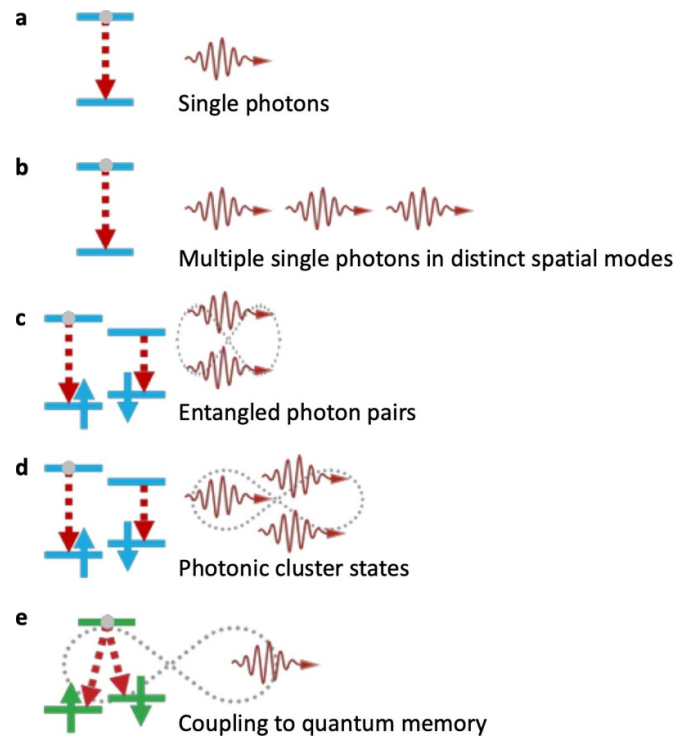 a
Single photons
b
Multiple single photons in distinct spatial modes
c
Entangled photon pairs
d
Photonic cluster states
e
Coupling to quantum memory